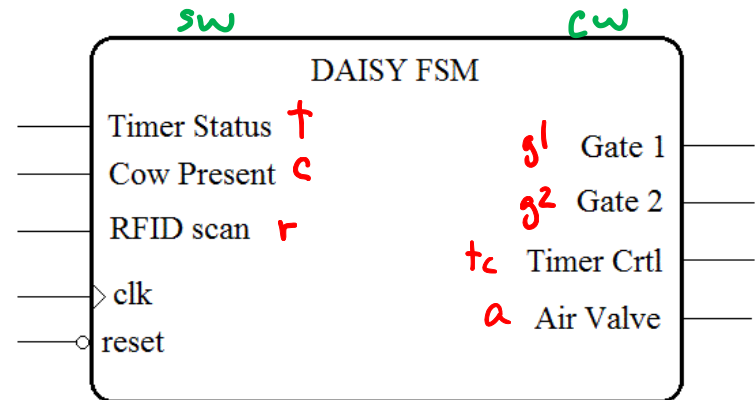 sw
cw
DAISY FSM
Timer Status t
Cow Present c
RFID scan r
clk
reset
g1 Gate 1
g2 Gate 2
tc Timer Crtl
a Air Valve